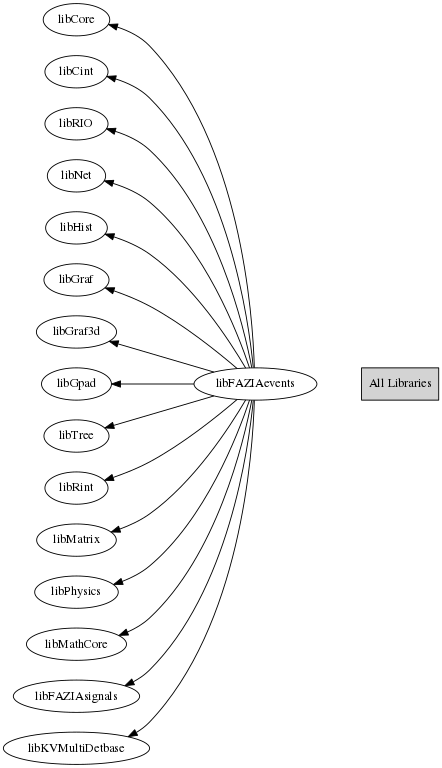 libCore
libCint
libRIO
libNet
libHist
libGraf
libGraf3d
libGpad
libFAZIAevents
All Libraries
libTree
libRint
libMatrix
libPhysics
libMathCore
libFAZIAsignals
libKVMultiDetbase